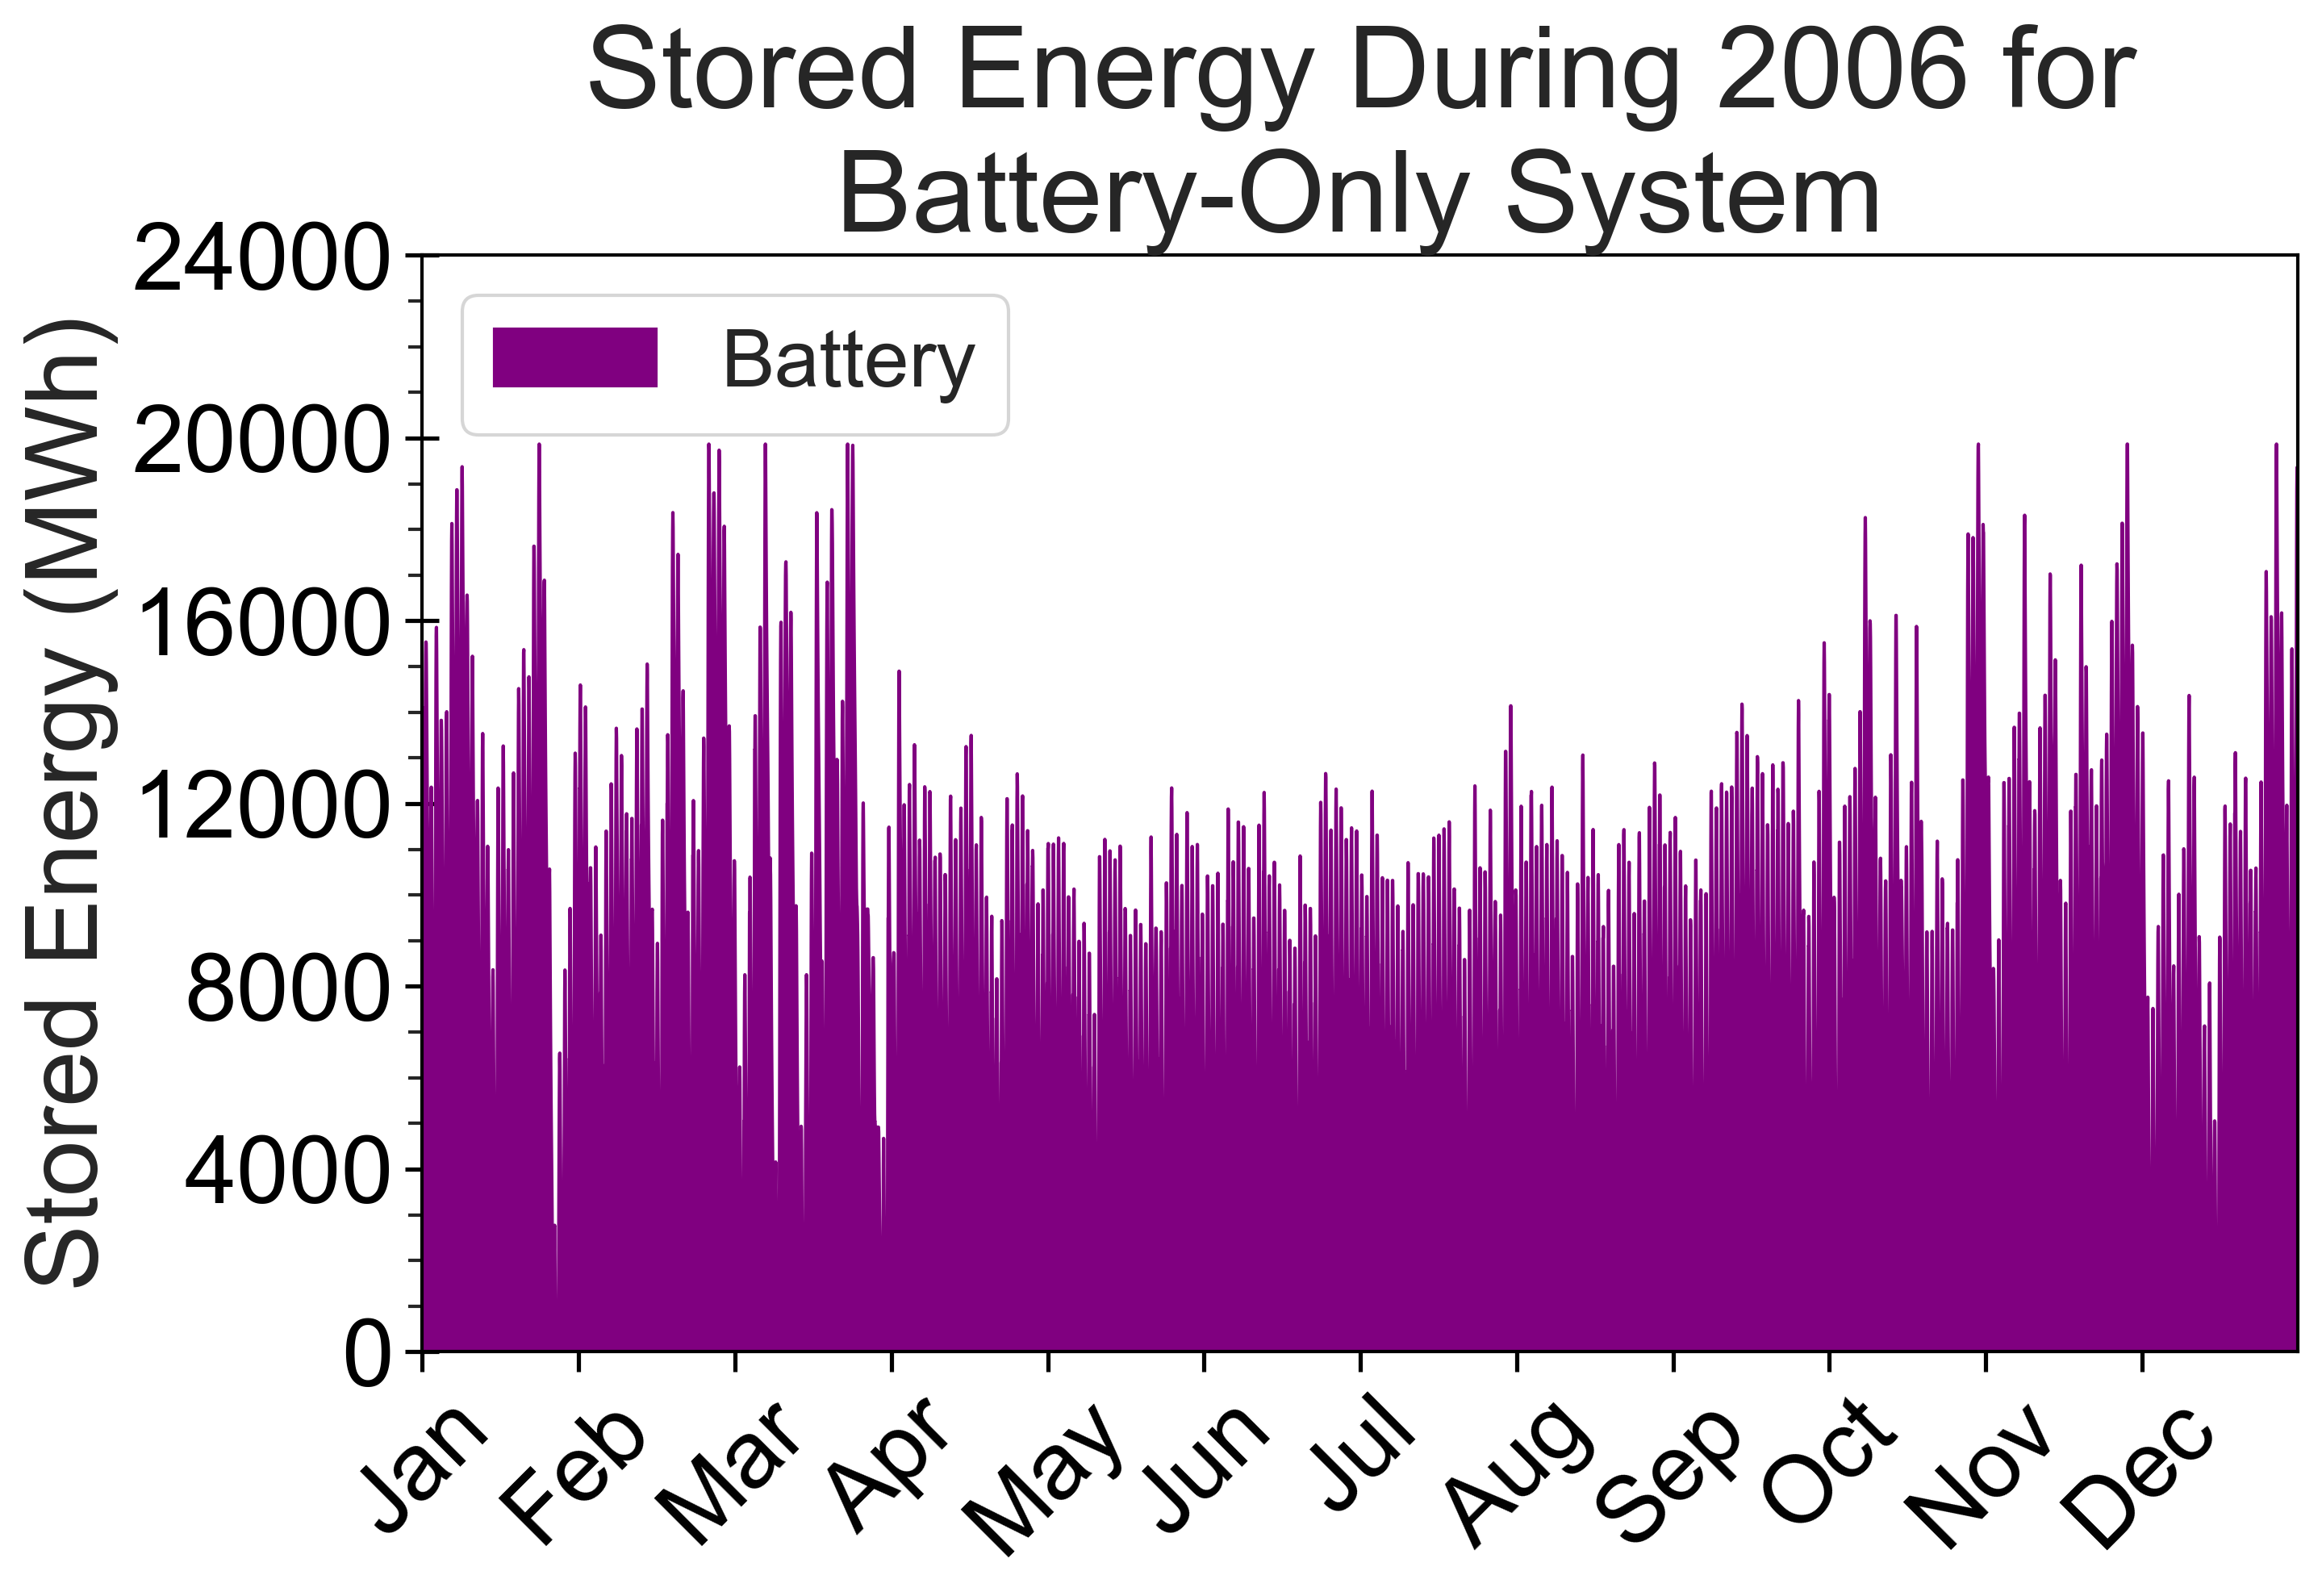 Stored Energy During 2006 for
Battery-Only System
Stored Energy (MWh)
24000
20000
16000
12000
8000
4000
0
Battery
Jan
Feb
Mar
Apr
May
Jun
Jul
Aug
Sep
Oct
Nov
Dec